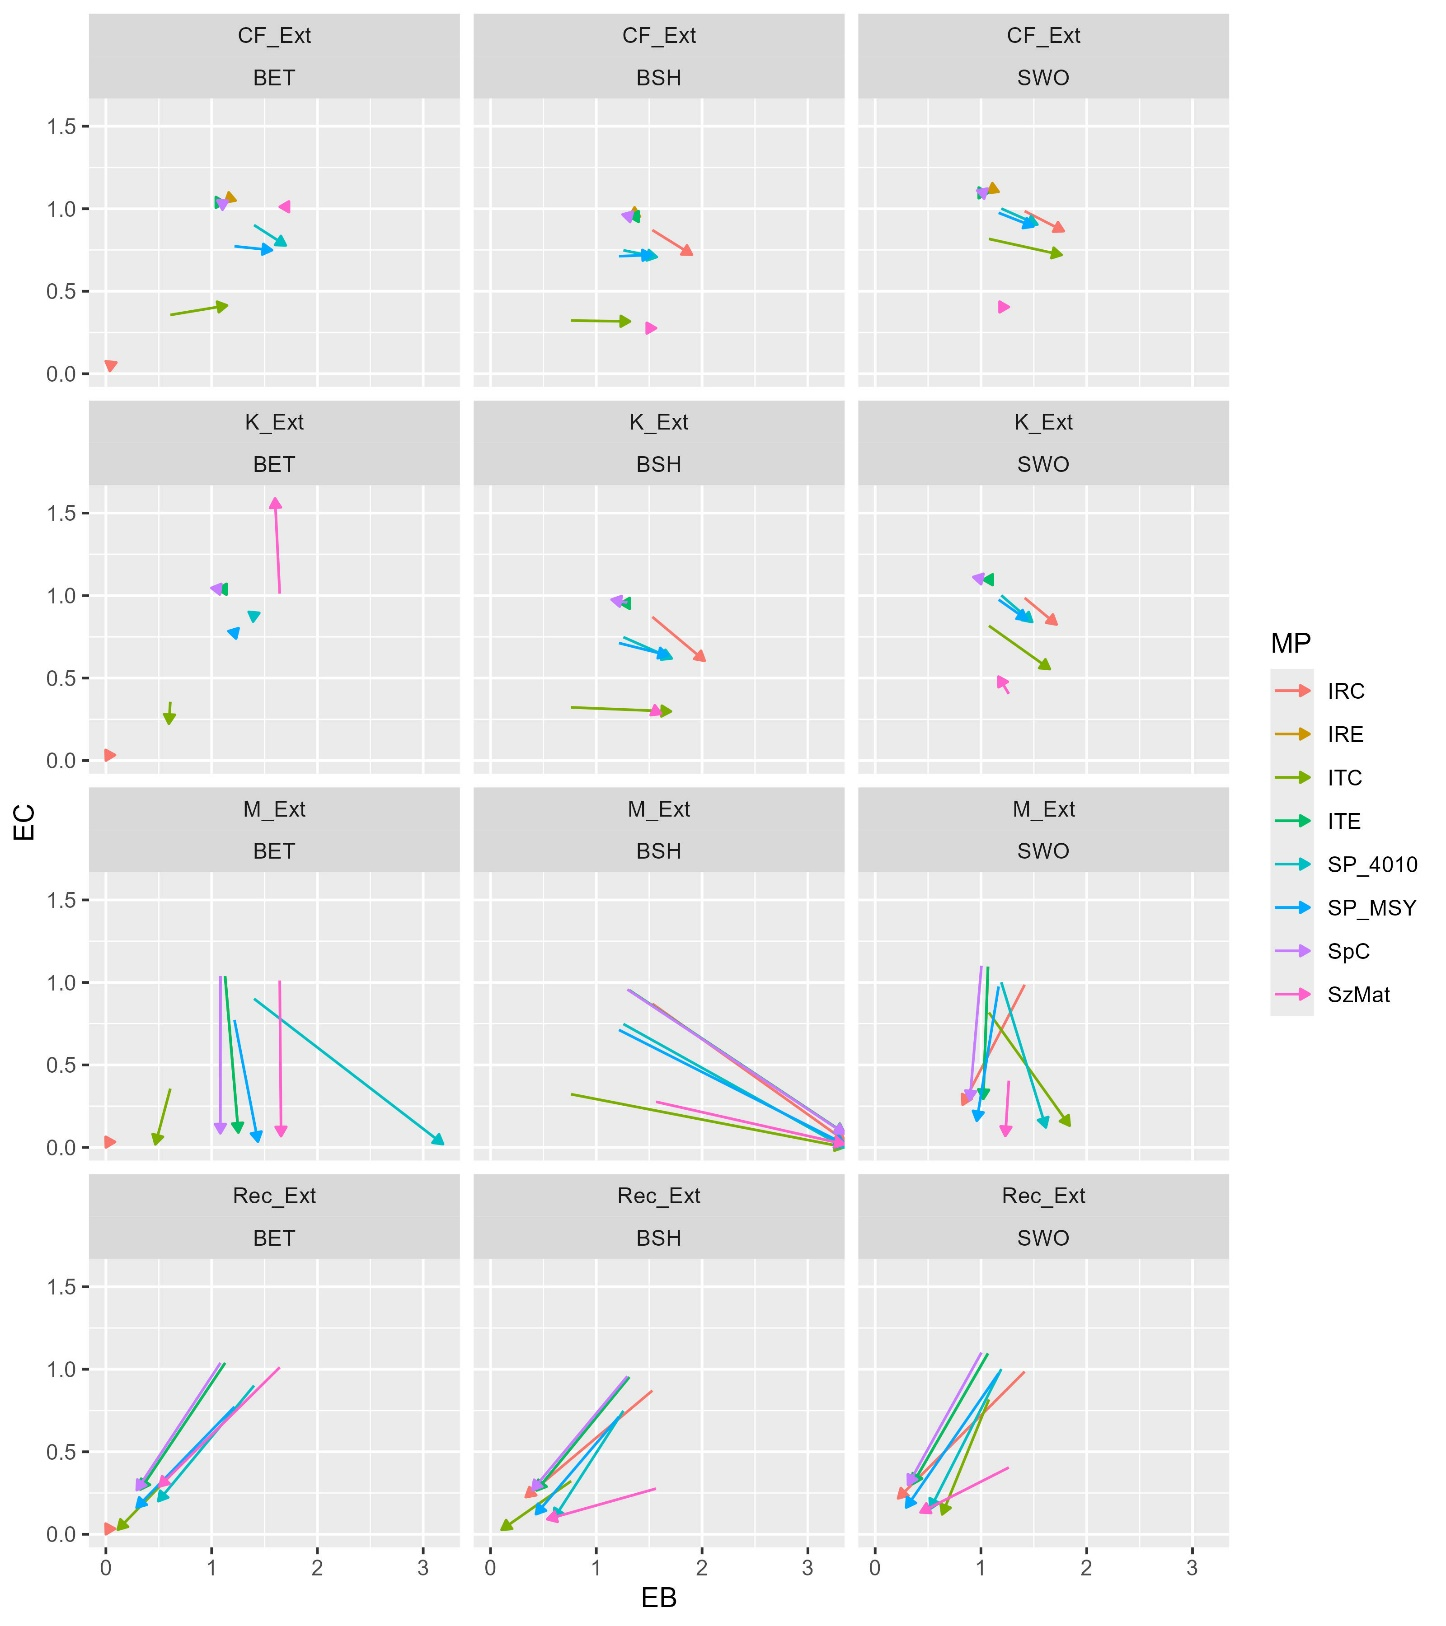 CF_Ext CF_Ext CF_Ext
BET BSH SWO
1.5
1.0
0.5
0.0
K_Ext K_Ext K_Ext
BET BSH SWO
1.5
1.0
0.5
0.0
M_Ext M_Ext M_Ext
BET BSH SWO
1.5
1.0
0.5
0.0
Rec_Ext Rec_Ext Rec_Ext
BET BSH SWO
1.5
1.0
0.5
0.0
0 1 2 3 0 1 2 3 0 1 2 3
EB
EC
MP
IRC
IRE
ITC
ITE
SP_4010
SP_MSY
SpC
SzMat